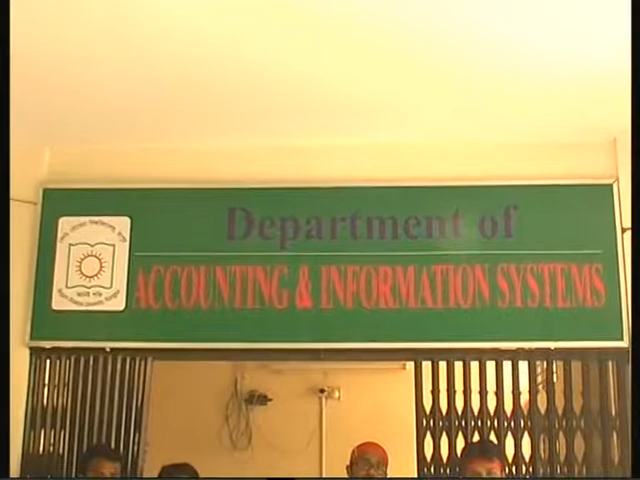 Department of
ACCOUNTING & INFORMATION SYSTEMS